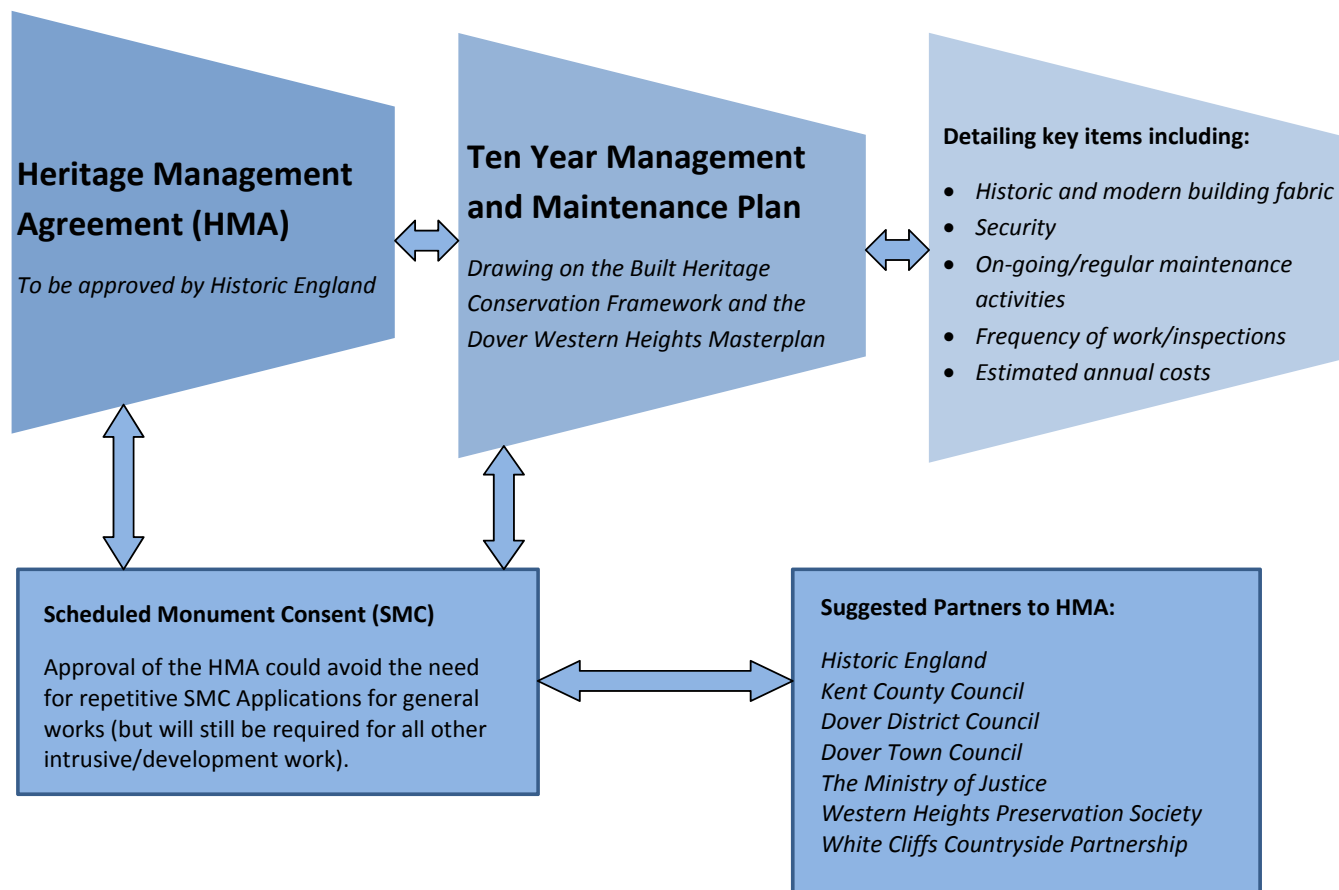 Heritage Management
Agreement (HMA)
To be approved by Historic England
Ten Year Management
and Maintenance Plan
Drawing on the Built Heritage
Conservation Framework and the
Dover Western Heights Masterplan
Detailing key items including:
• Historic and modern building fabric
• Security
• On-going/regular maintenance
activities
• Frequency of work/inspections
• Estimated annual costs
Scheduled Monument Consent (SMC)
Approval of the HMA could avoid the need
for repetitive SMC Applications for general
works (but will still be required for all other
intrusive/development work).
Suggested Partners to HMA:
Historic England
Kent County Council
Dover District Council
Dover Town Council
The Ministry of Justice
Western Heights Preservation Society
White Cliffs Countryside Partnership